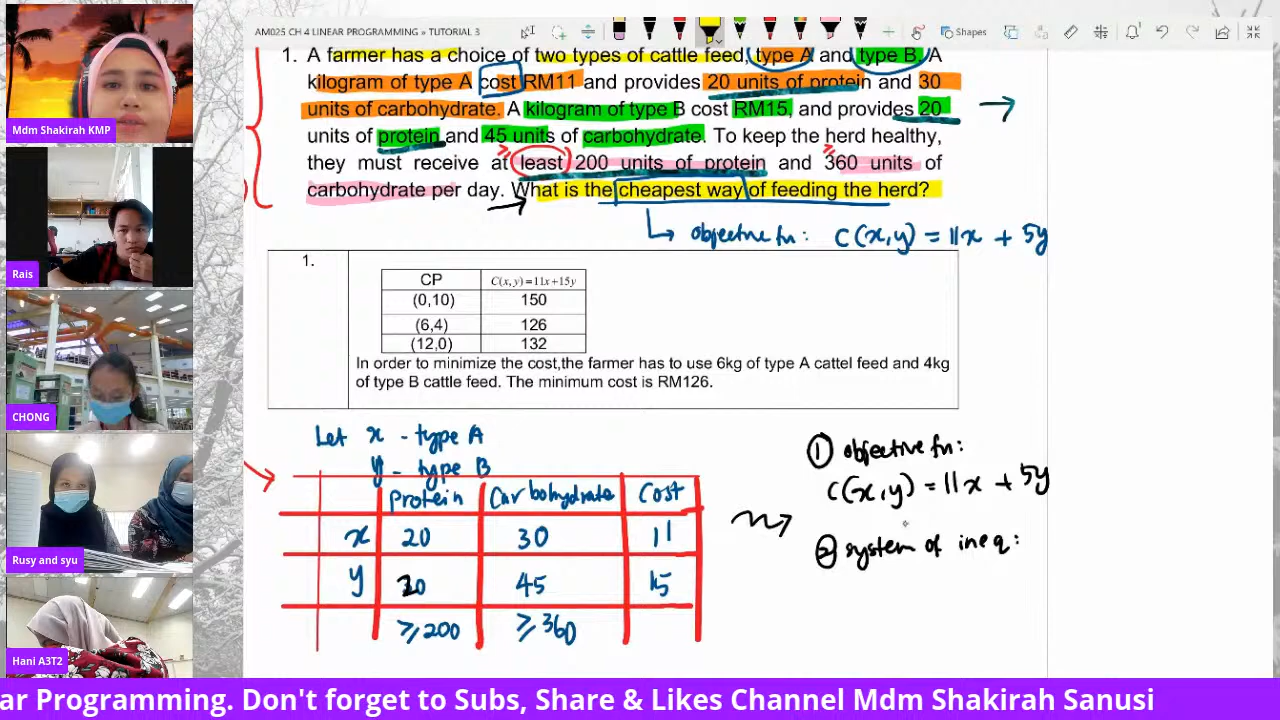 AM025 CH 4 LINEAR PROGRAMMING » TUTORIAL 3
Shapes
1. A farmer has a choice of two types of cattle feed, type A and type B. A
kilogram of type A cost RM11 and provides 20 units of protein and 30
units of carbohydrate. A kilogram of type B cost RM15, and provides 20
units of protein and 45 units of carbohydrate. To keep the herd healthy,
they must receive at least 200 units of protein and 360 units of
carbohydrate per day. What is the cheapest way of feeding the herd?
objective fn: C(x,y) = 11x + 5y
1.
CP C(x, y) =11x+15y
(0,10) 150
(6,4) 126
(12,0) 132
In order to minimize the cost,the farmer has to use 6kg of type A cattel feed and 4kg
of type B cattle feed. The minimum cost is RM126.
Let x - type A
y - type B
Protein Carbohydrate Cost
x 20 30 11
y 20 45 15
≥200 ≥360
① objective fn:
C(x,y) = 11x + 5y
② system of ineq:
Mdm Shakirah KMP
Rais
CHONG
Rusy and syu
Hani A3T2
ar Programming. Don't forget to Subs, Share & Likes Channel Mdm Shakirah Sanusi